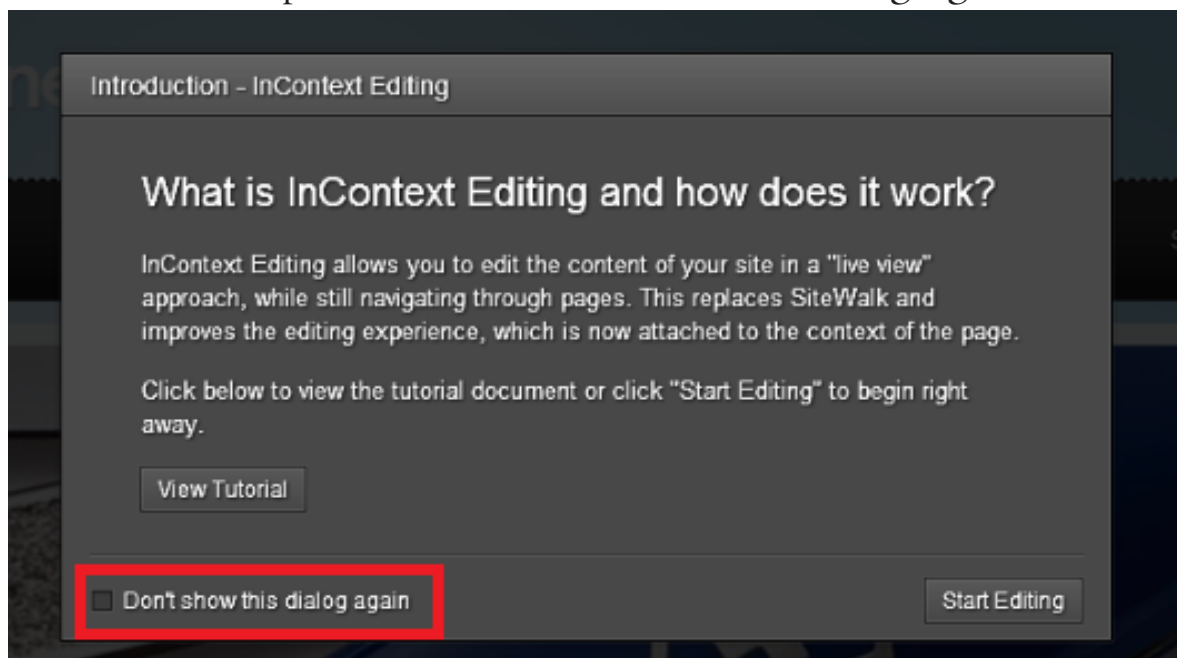 Introduction - InContext Editing
What is InContext Editing and how does it work?
InContext Editing allows you to edit the content of your site in a "live view"
approach, while still navigating through pages. This replaces SiteWalk and
improves the editing experience, which is now attached to the context of the page.
Click below to view the tutorial document or click "Start Editing" to begin right
away.
View Tutorial
Don't show this dialog again
Start Editing